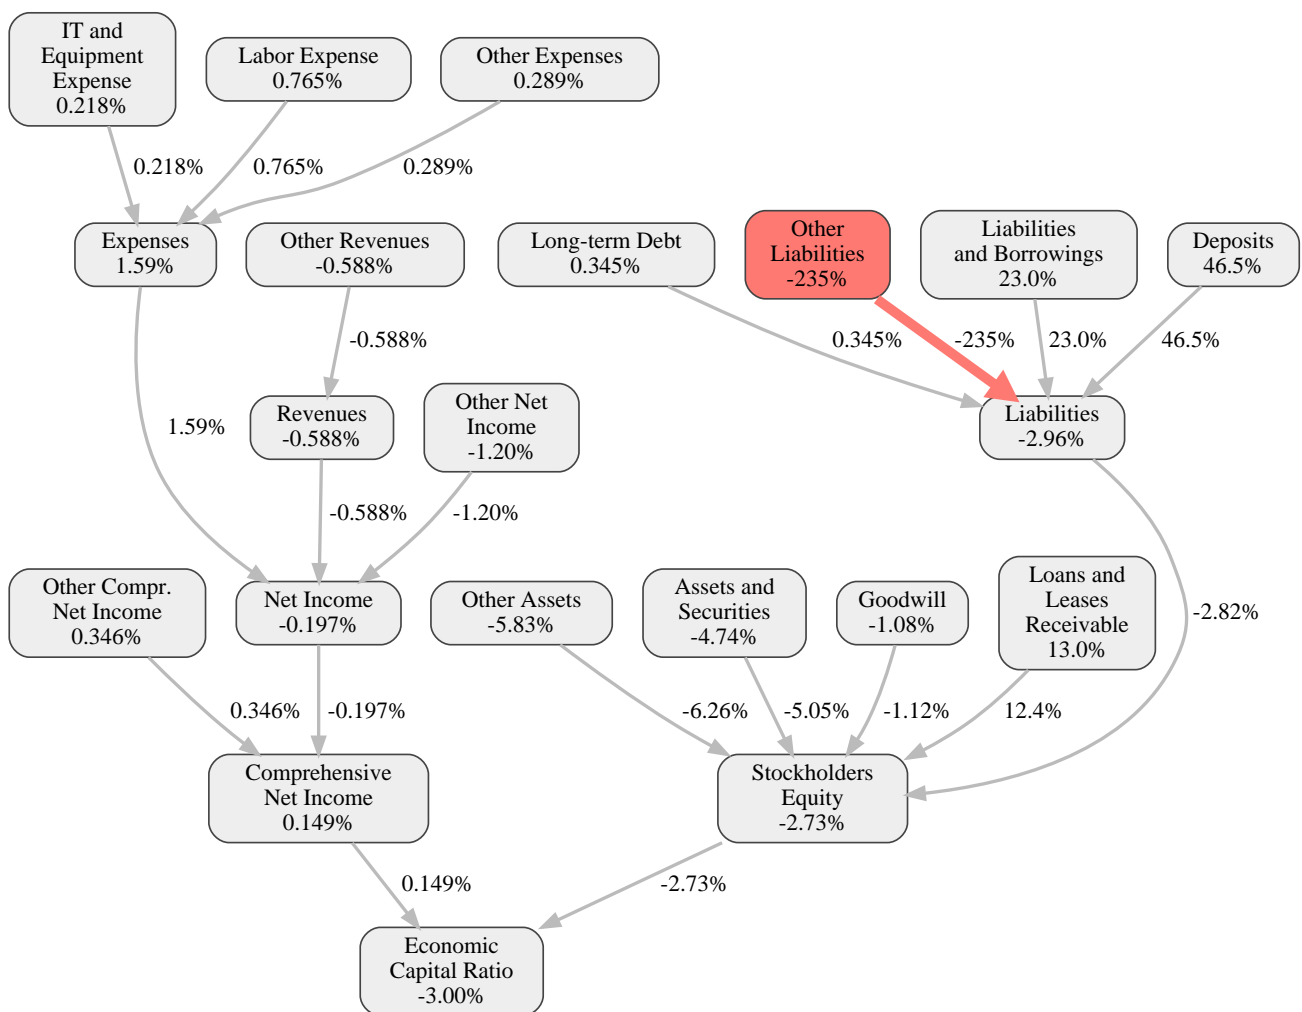 IT and
Equipment
Expense
0.218%
Labor Expense
0.765%
Other Expenses
0.289%
0.218%
0.765%
0.289%
Expenses
1.59%
Other Revenues
-0.588%
Long-term Debt
0.345%
Other
Liabilities
-235%
Liabilities
and Borrowings
23.0%
Deposits
46.5%
-0.588%
0.345%
-235%
23.0%
46.5%
Revenues
-0.588%
Other Net
Income
-1.20%
Liabilities
-2.96%
1.59%
-0.588%
-1.20%
Other Compr.
Net Income
0.346%
Net Income
-0.197%
Other Assets
-5.83%
Assets and
Securities
-4.74%
Goodwill
-1.08%
Loans and
Leases
Receivable
13.0%
-2.82%
0.346%
-0.197%
-6.26%
-5.05%
-1.12%
12.4%
Comprehensive
Net Income
0.149%
Stockholders
Equity
-2.73%
0.149%
-2.73%
Economic
Capital Ratio
-3.00%